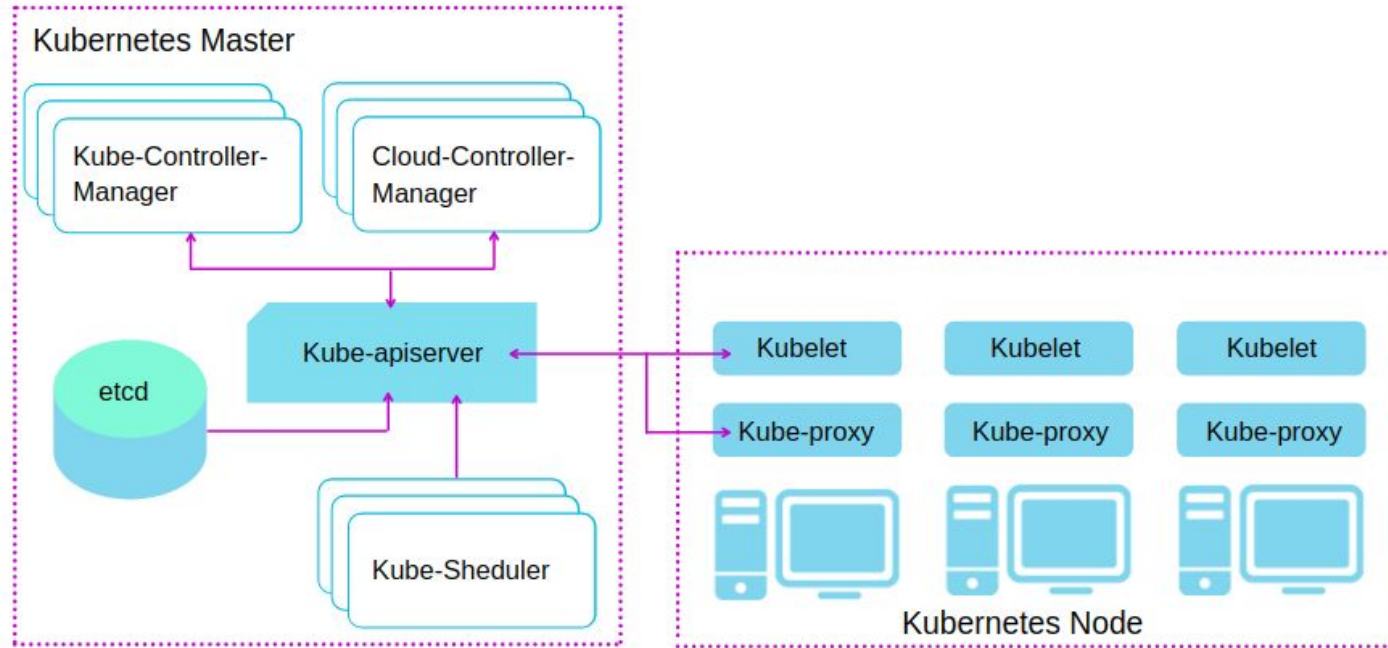 Kubernetes Master
Kube-Controller-
Manager
Cloud-Controller-
Manager
Kube-apiserver
etcd
Kube-Sheduler
Kubelet
Kubelet
Kubelet
Kube-proxy
Kube-proxy
Kube-proxy
Kubernetes Node